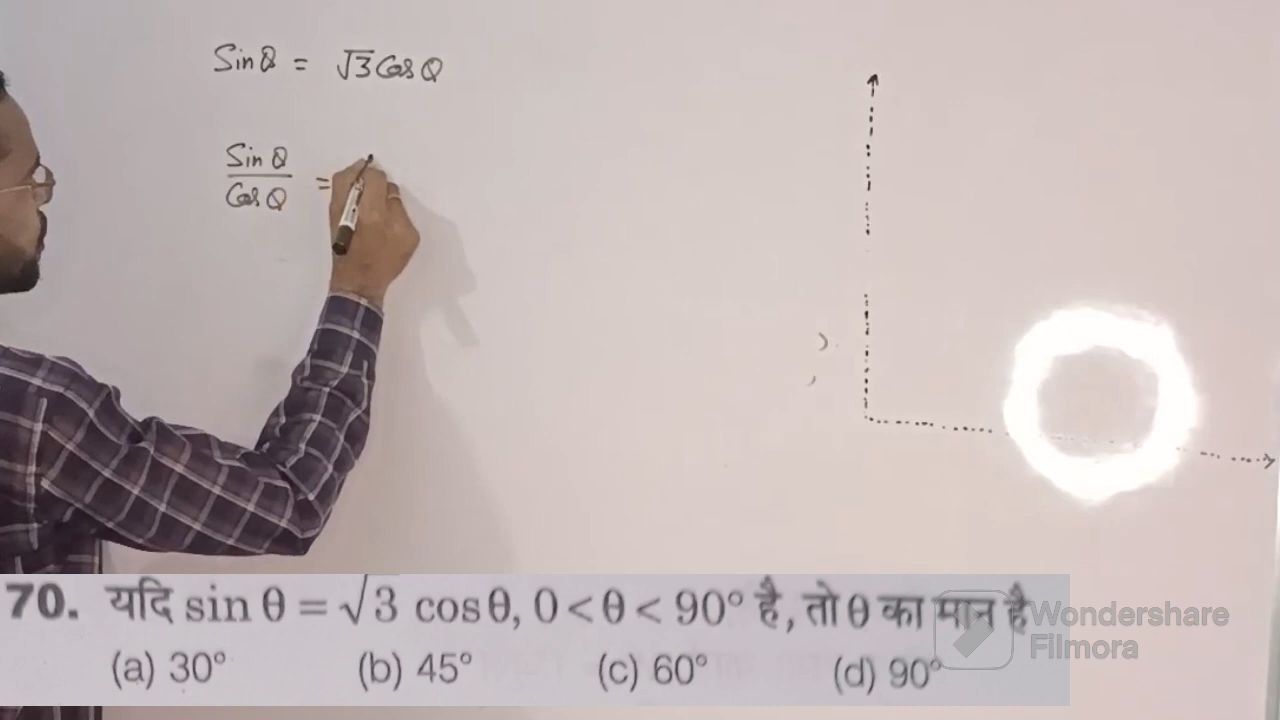 Sin θ = √3 Cos θ
Sin θ
Cos θ =
70. यदि sin θ = √3 cos θ, 0 < θ < 90° है, तो θ का मान है
(a) 30° (b) 45° (c) 60° (d) 90°
Wondershare
Filmora